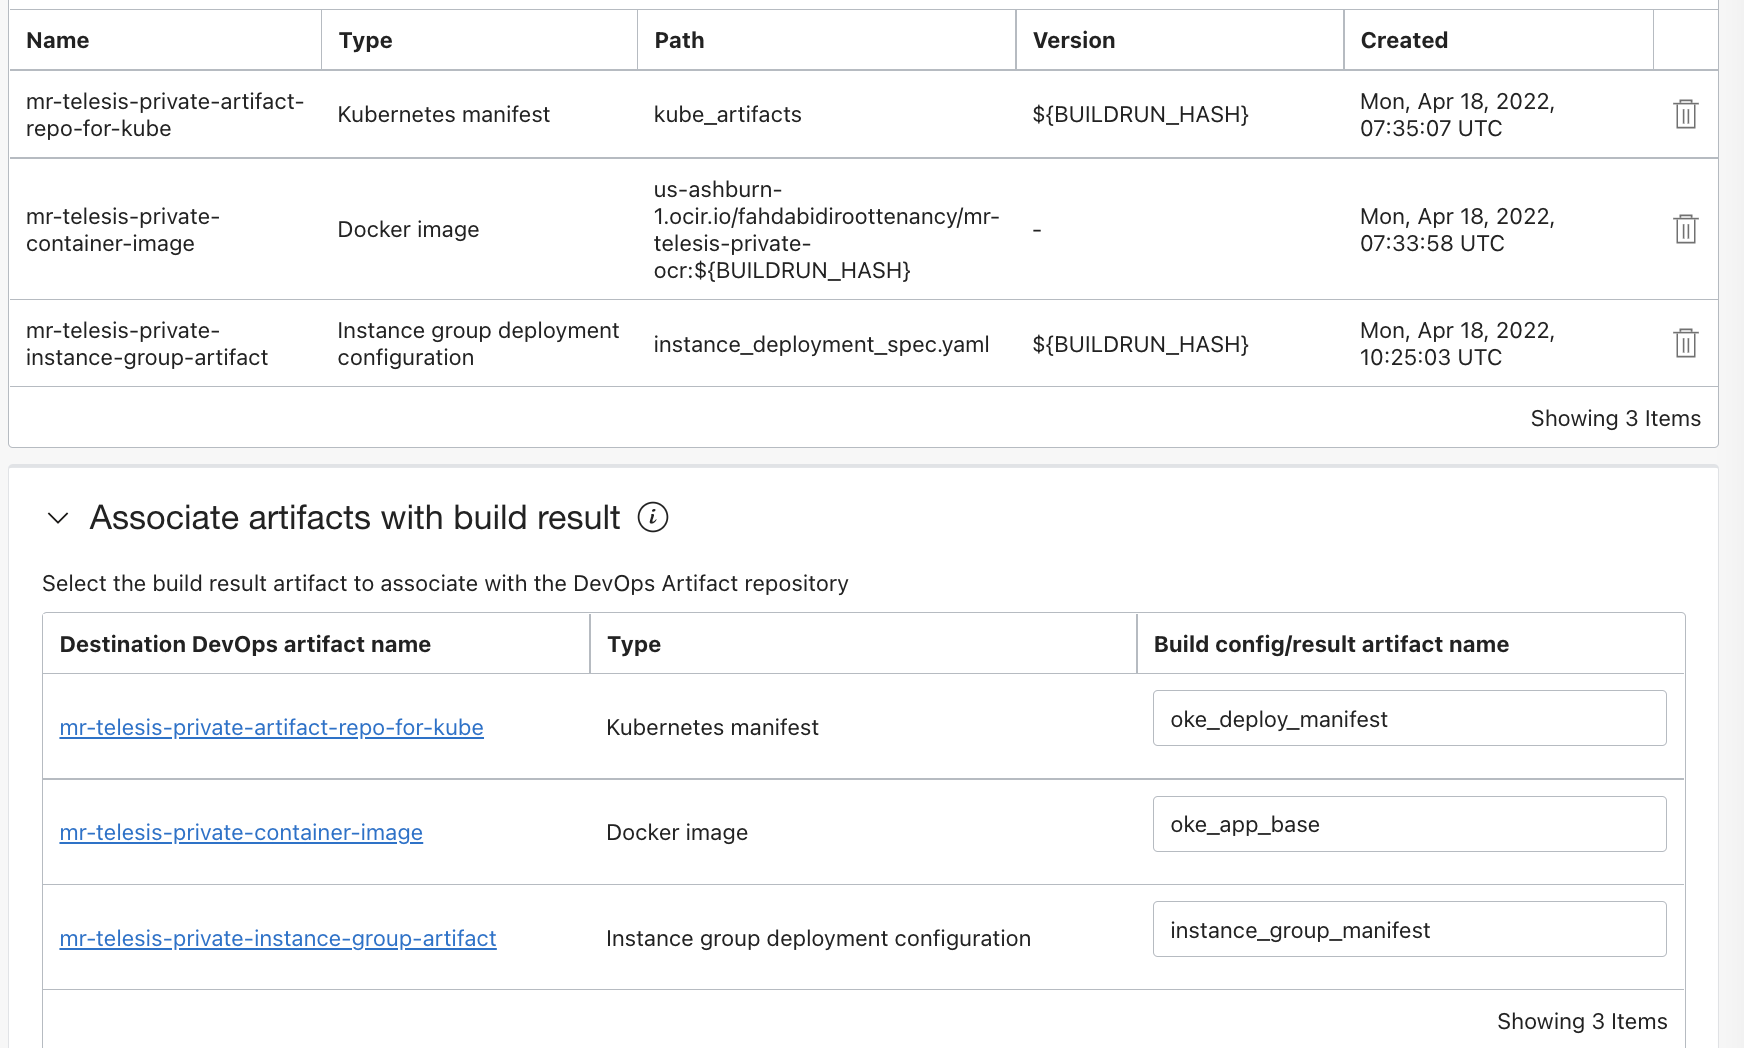 Name Type Path Version Created
mr-telesis-private-artifact-
repo-for-kube
Kubernetes manifest
kube_artifacts
${BUILDRUN_HASH}
Mon, Apr 18, 2022,
07:35:07 UTC
mr-telesis-private-
container-image
Docker image
us-ashburn-
1.ocir.io/fahdabidiroottenancy/mr-
telesis-private-
ocr:${BUILDRUN_HASH}
-
Mon, Apr 18, 2022,
07:33:58 UTC
mr-telesis-private-
instance-group-artifact
Instance group deployment
configuration
instance_deployment_spec.yaml
${BUILDRUN_HASH}
Mon, Apr 18, 2022,
10:25:03 UTC
Showing 3 Items
Associate artifacts with build result i
Select the build result artifact to associate with the DevOps Artifact repository
Destination DevOps artifact name Type Build config/result artifact name
mr-telesis-private-artifact-repo-for-kube Kubernetes manifest oke_deploy_manifest
mr-telesis-private-container-image Docker image oke_app_base
mr-telesis-private-instance-group-artifact Instance group deployment configuration instance_group_manifest
Showing 3 Items